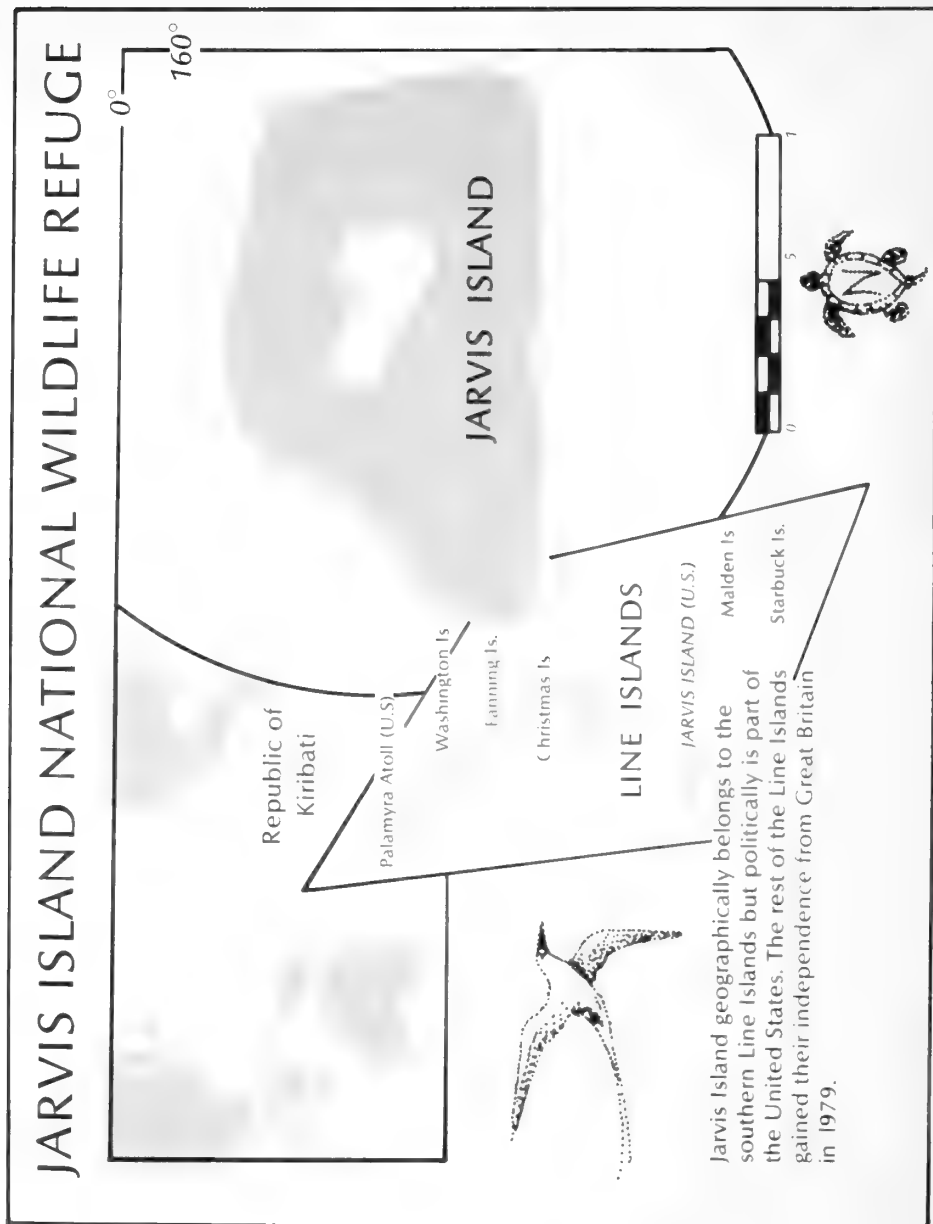 JARVIS ISLAND NATIONAL WILDLIFE REFUGE
0°
160°
Republic of
Kiribati
Palamyra Atoll (U.S)
Washington Is
Fanning Is.
Christmas Is
LINE ISLANDS
JARVIS ISLAND (U.S.)
Malden Is
Starbuck Is.
JARVIS ISLAND
0
5
1
N
Jarvis Island geographically belongs to the
southern Line Islands but politically is part of
the United States. The rest of the Line Islands
gained their independence from Great Britain
in 1979.